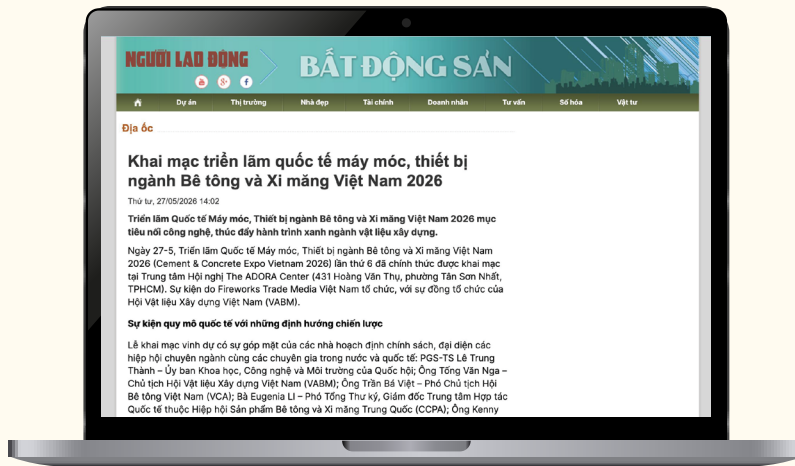 NGƯỜI LAO ĐỘNG
BẤT ĐỘNG SẢN
Dự án Thị trường Nhà đẹp Tài chính Doanh nhân Tư vấn Số hóa Vật tư
Địa ốc
Khai mạc triển lãm quốc tế máy móc, thiết bị
ngành Bê tông và Xi măng Việt Nam 2026
Thứ tư, 27/05/2026 14:02
Triển lãm Quốc tế Máy móc, Thiết bị ngành Bê tông và Xi măng Việt Nam 2026 mục
tiêu nối công nghệ, thúc đẩy hành trình xanh ngành vật liệu xây dựng.
Ngày 27-5, Triển lãm Quốc tế Máy móc, Thiết bị ngành Bê tông và Xi măng Việt Nam
2026 (Cement & Concrete Expo Vietnam 2026) lần thứ 6 đã chính thức được khai mạc
tại Trung tâm Hội nghị The ADORA Center (431 Hoàng Văn Thụ, phường Tân Sơn Nhất,
TPHCM). Sự kiện do Fireworks Trade Media Việt Nam tổ chức, với sự đồng tổ chức của
Hội Vật liệu Xây dựng Việt Nam (VABM).
Sự kiện quy mô quốc tế với những định hướng chiến lược
Lễ khai mạc vinh dự có sự góp mặt của các nhà hoạch định chính sách, đại diện các
hiệp hội chuyên ngành cùng các chuyên gia trong nước và quốc tế: PGS-TS Lê Trung
Thành – Ủy ban Khoa học, Công nghệ và Môi trường của Quốc hội; Ông Tống Văn Nga –
Chủ tịch Hội Vật liệu Xây dựng Việt Nam (VABM); Ông Trần Bá Việt – Phó Chủ tịch Hội
Bê tông Việt Nam (VCA); Bà Eugenia LI – Phó Tổng Thư ký, Giám đốc Trung tâm Hợp tác
Quốc tế thuộc Hiệp hội Sản phẩm Bê tông và Xi măng Trung Quốc (CCPA); Ông Kenny